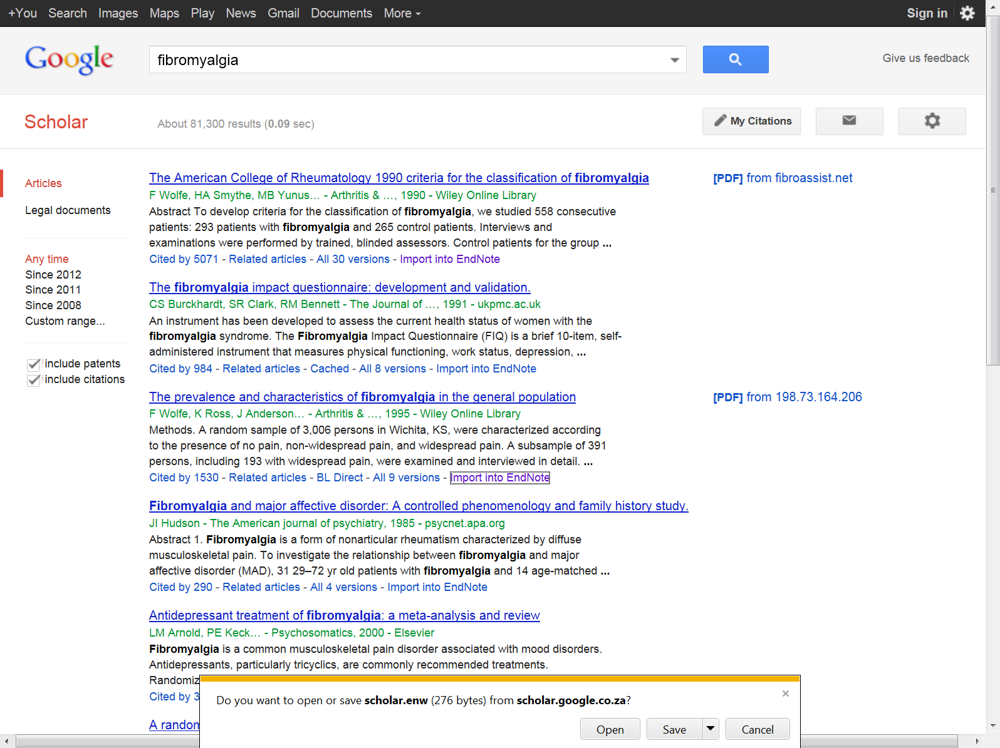 +You Search Images Maps Play News Gmail Documents More Sign in
Google fibromyalgia Give us feedback
Scholar About 81,300 results (0.09 sec) My Citations
Articles
Legal documents
Any time
Since 2012
Since 2011
Since 2008
Custom range...
include patents
include citations
The American College of Rheumatology 1990 criteria for the classification of fibromyalgia [PDF] from fibroassist.net
F Wolfe, HA Smythe, MB Yunus… - Arthritis & …, 1990 - Wiley Online Library
Abstract To develop criteria for the classification of fibromyalgia, we studied 558 consecutive
patients: 293 patients with fibromyalgia and 265 control patients. Interviews and
examinations were performed by trained, blinded assessors. Control patients for the group ...
Cited by 5071 - Related articles - All 30 versions - Import into EndNote
The fibromyalgia impact questionnaire: development and validation.
CS Burckhardt, SR Clark, RM Bennett - The Journal of …, 1991 - ukpmc.ac.uk
An instrument has been developed to assess the current health status of women with the
fibromyalgia syndrome. The Fibromyalgia Impact Questionnaire (FIQ) is a brief 10-item, self-
administered instrument that measures physical functioning, work status, depression, ...
Cited by 984 - Related articles - Cached - All 8 versions - Import into EndNote
The prevalence and characteristics of fibromyalgia in the general population [PDF] from 198.73.164.206
F Wolfe, K Ross, J Anderson… - Arthritis & …, 1995 - Wiley Online Library
Methods. A random sample of 3,006 persons in Wichita, KS, were characterized according
to the presence of no pain, non-widespread pain, and widespread pain. A subsample of 391
persons, including 193 with widespread pain, were examined and interviewed in detail. ...
Cited by 1530 - Related articles - BL Direct - All 9 versions - Import into EndNote
Fibromyalgia and major affective disorder: A controlled phenomenology and family history study.
JI Hudson - The American journal of psychiatry, 1985 - psycnet.apa.org
Abstract 1. Fibromyalgia is a form of nonarticular rheumatism characterized by diffuse
musculoskeletal pain. To investigate the relationship between fibromyalgia and major
affective disorder (MAD), 31 29–72 yr old patients with fibromyalgia and 14 age-matched ...
Cited by 290 - Related articles - All 4 versions - Import into EndNote
Antidepressant treatment of fibromyalgia: a meta-analysis and review
LM Arnold, PE Keck… - Psychosomatics, 2000 - Elsevier
Fibromyalgia is a common musculoskeletal pain disorder associated with mood disorders.
Antidepressants, particularly tricyclics, are commonly recommended treatments.
Randomiz
Cited by 3
A random
Do you want to open or save scholar.enw (276 bytes) from scholar.google.co.za?
Open Save Cancel